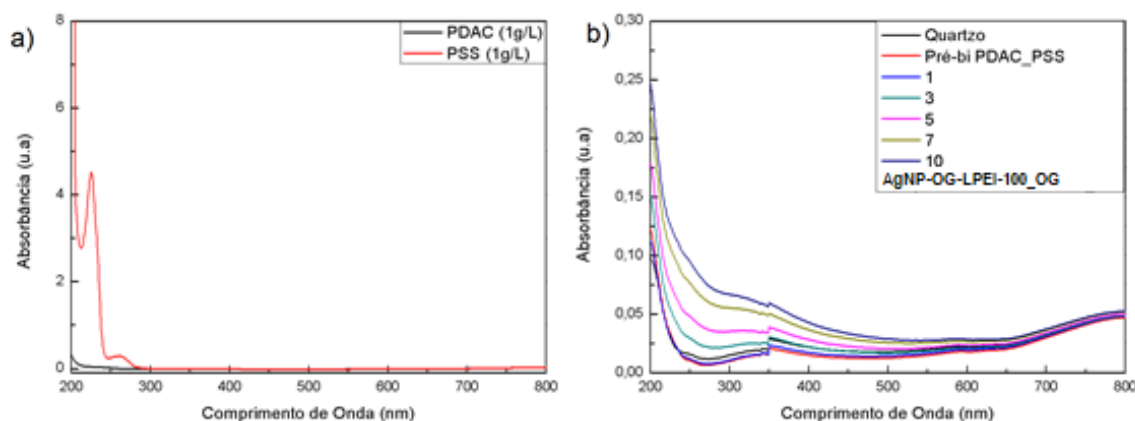 a)
8
6
4
2
0
200 300 400 500 600 700 800
Absorbância (u.a)
Comprimento de Onda (nm)
PDAC (1g/L)
PSS (1g/L)
b)
0,30
0,25
0,20
0,15
0,10
0,05
0,00
200 300 400 500 600 700 800
Absorbância (u.a)
Comprimento de Onda (nm)
Quartzo
Pré-bi PDAC_PSS
1
3
5
7
10
AgNP-OG-LPEI-100_OG